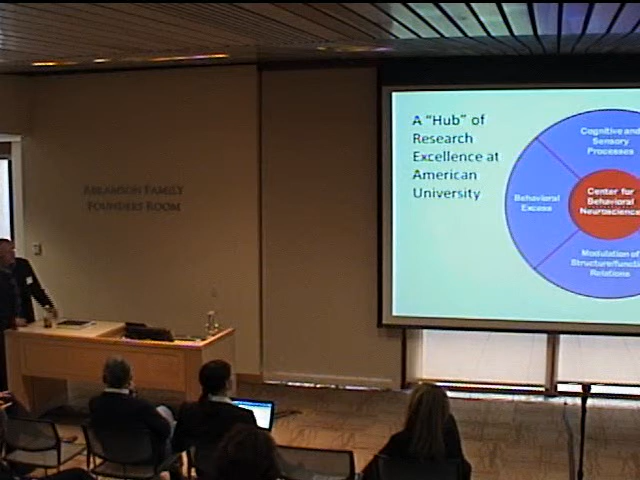 ABRAMSON FAMILY
FOUNDERS ROOM
A "Hub" of
Research
Excellence at
American
University
Cognitive and
Sensory
Processes
Behavioral
Excess
Center for
Behavioral
Neuroscience
Modulation of
Structure/functi
Relations